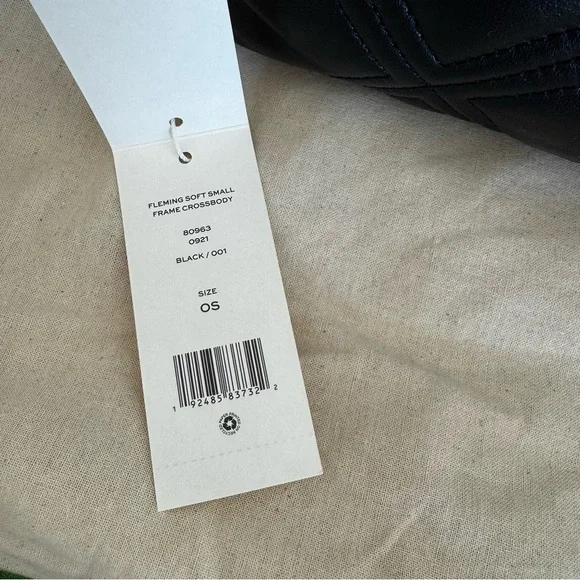 FLEMING SOFT SMALL
FRAME CROSSBODY
80963
0921
BLACK / 001
SIZE
OS
1 92485 83732 2